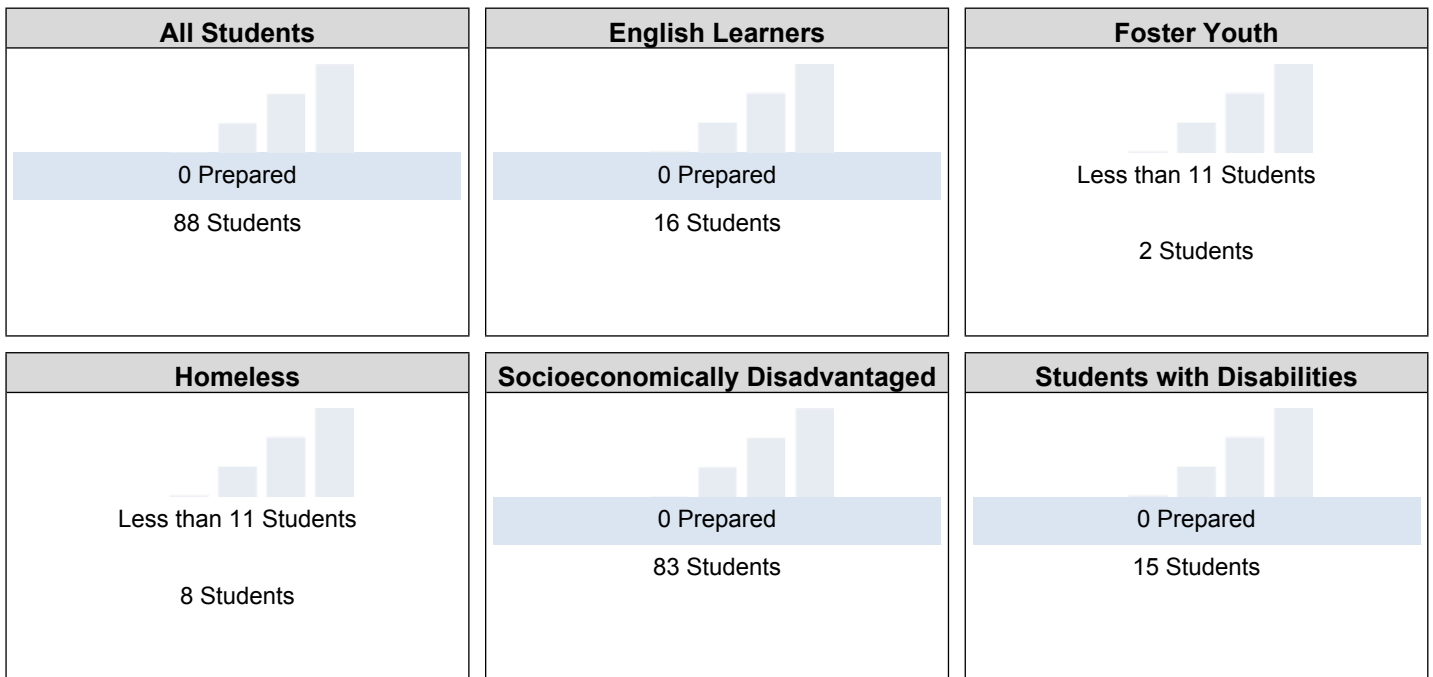 All Students
0 Prepared
88 Students
English Learners
0 Prepared
16 Students
Foster Youth
Less than 11 Students
2 Students
Homeless
Less than 11 Students
8 Students
Socioeconomically Disadvantaged
0 Prepared
83 Students
Students with Disabilities
0 Prepared
15 Students